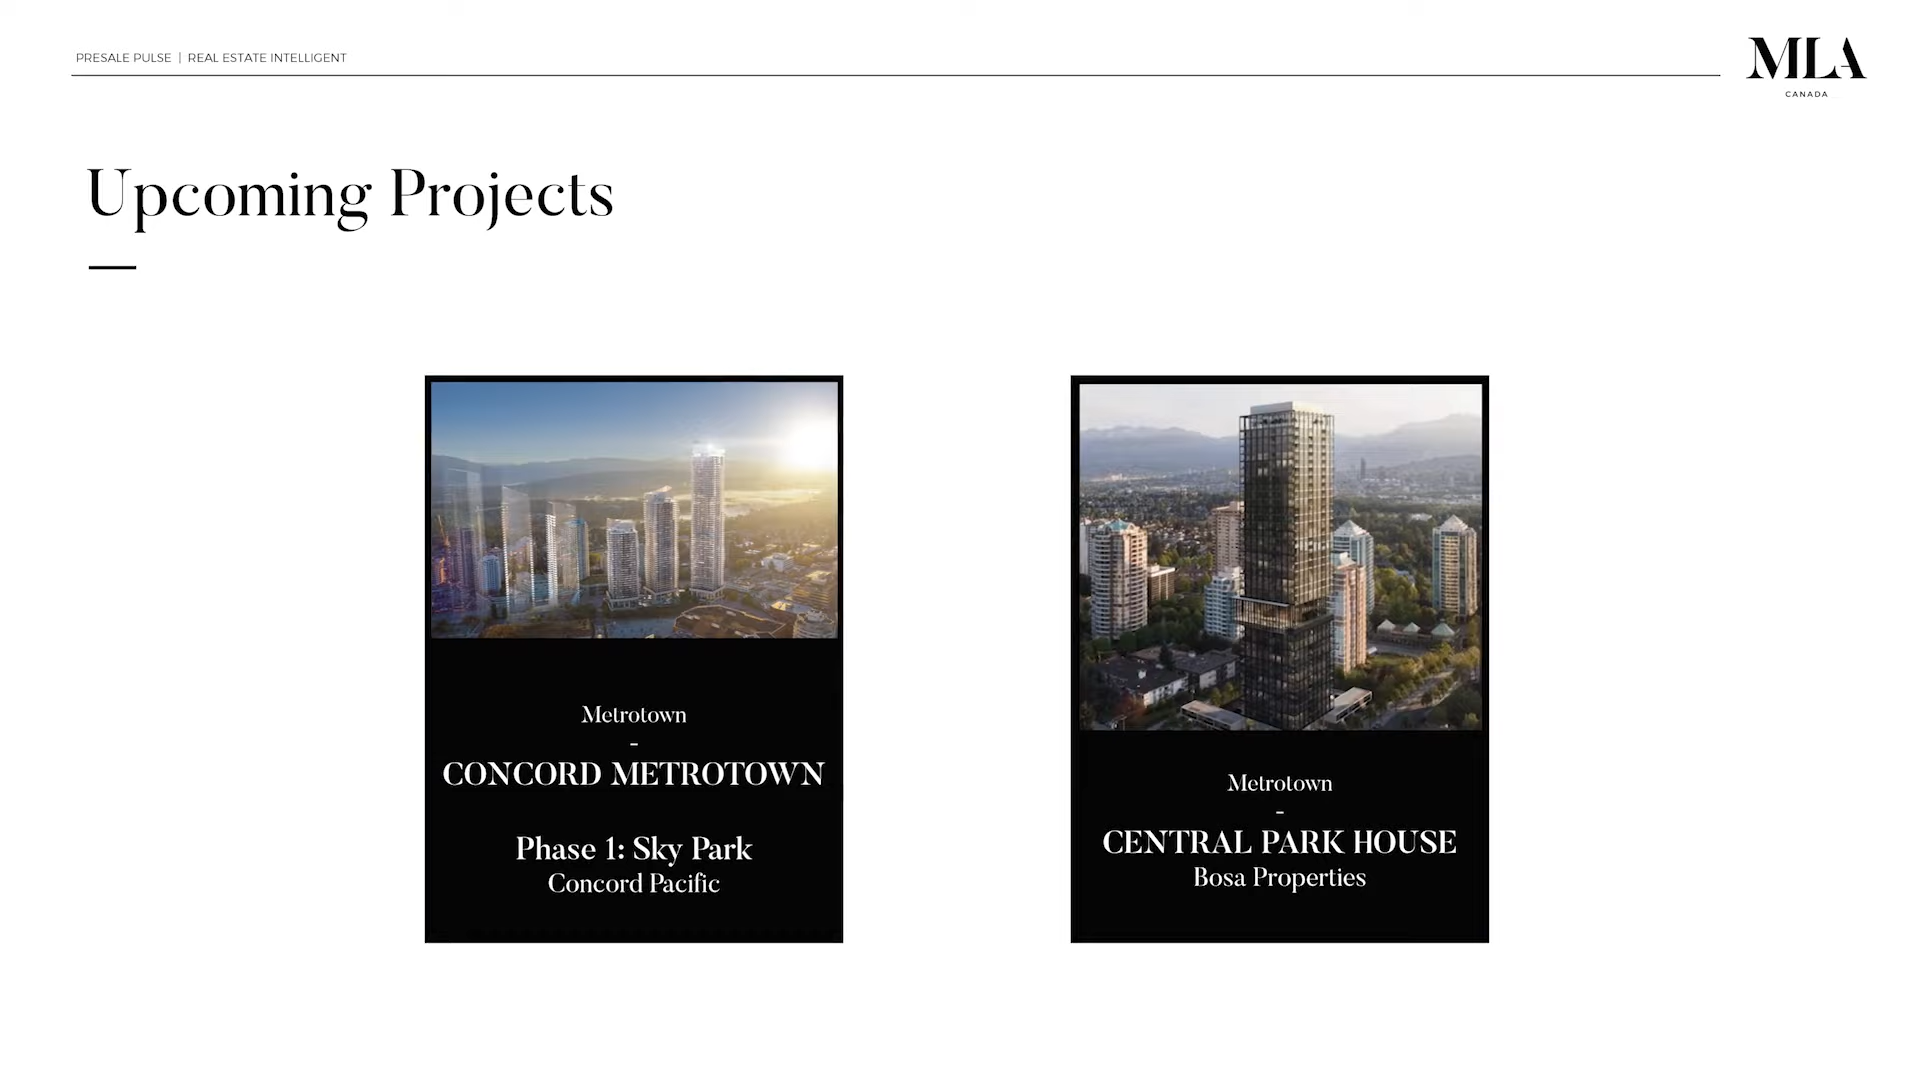 PRESALE PULSE | REAL ESTATE INTELLIGENT
MLA
CANADA
Upcoming Projects
Metrotown
-
CONCORD METROTOWN
Phase 1: Sky Park
Concord Pacific
Metrotown
-
CENTRAL PARK HOUSE
Bosa Properties